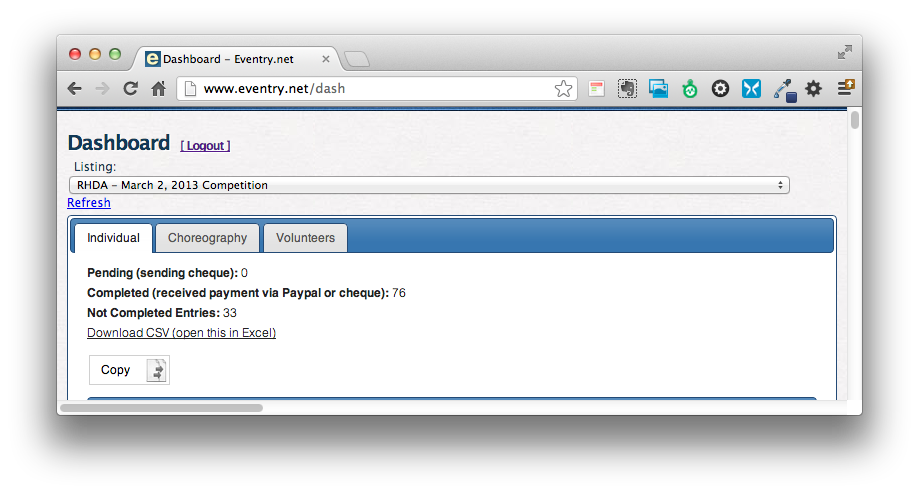 Dashboard – Eventry.net
www.eventry.net/dash
Dashboard [ Logout ]
Listing:
RHDA – March 2, 2013 Competition
Refresh
Individual Choreography Volunteers
Pending (sending cheque): 0
Completed (received payment via Paypal or cheque): 76
Not Completed Entries: 33
Download CSV (open this in Excel)
Copy